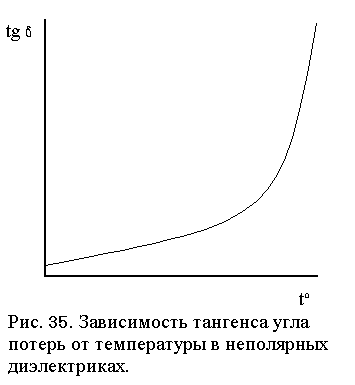 tg δ
t°
Рис. 35. Зависимость тангенса угла
потерь от температуры в неполярных
диэлектриках.